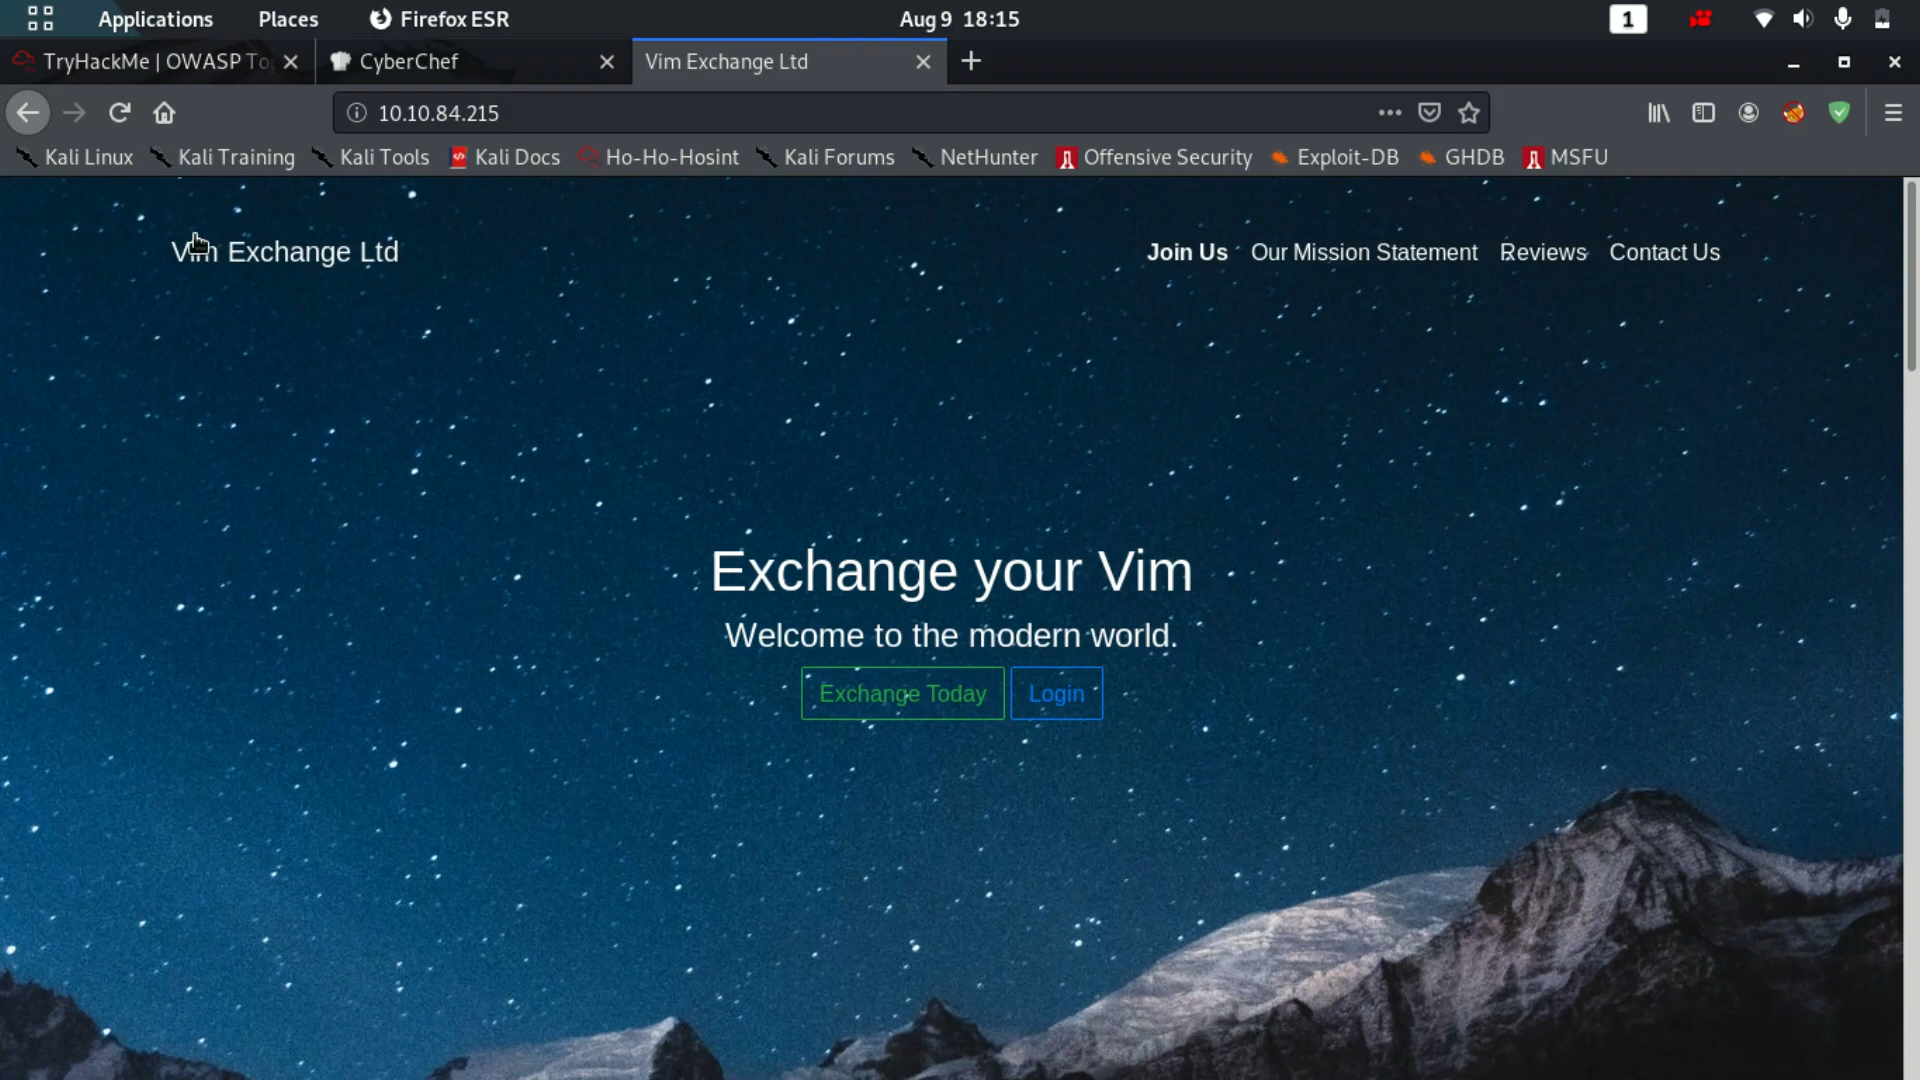 Applications Places Firefox ESR Aug 9 18:15 1
TryHackMe | OWASP To CyberChef Vim Exchange Ltd
10.10.84.215
Kali Linux Kali Training Kali Tools Kali Docs Ho-Ho-Hosint Kali Forums NetHunter Offensive Security Exploit-DB GHDB MSFU
Vim Exchange Ltd Join Us Our Mission Statement Reviews Contact Us
Exchange your Vim
Welcome to the modern world.
Exchange Today Login